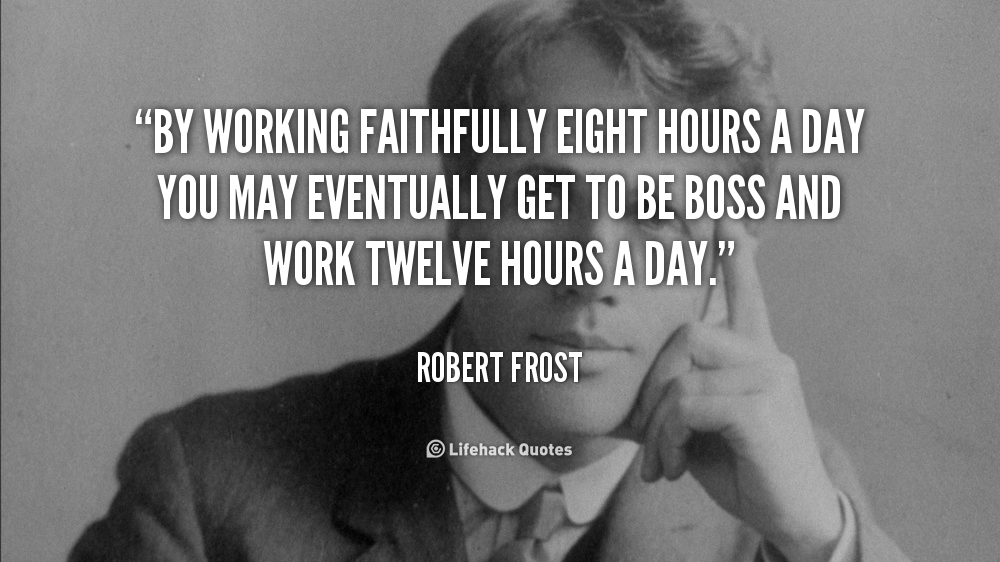 “BY WORKING FAITHFULLY EIGHT HOURS A DAY
YOU MAY EVENTUALLY GET TO BE BOSS AND
WORK TWELVE HOURS A DAY.”
ROBERT FROST
Lifehack Quotes